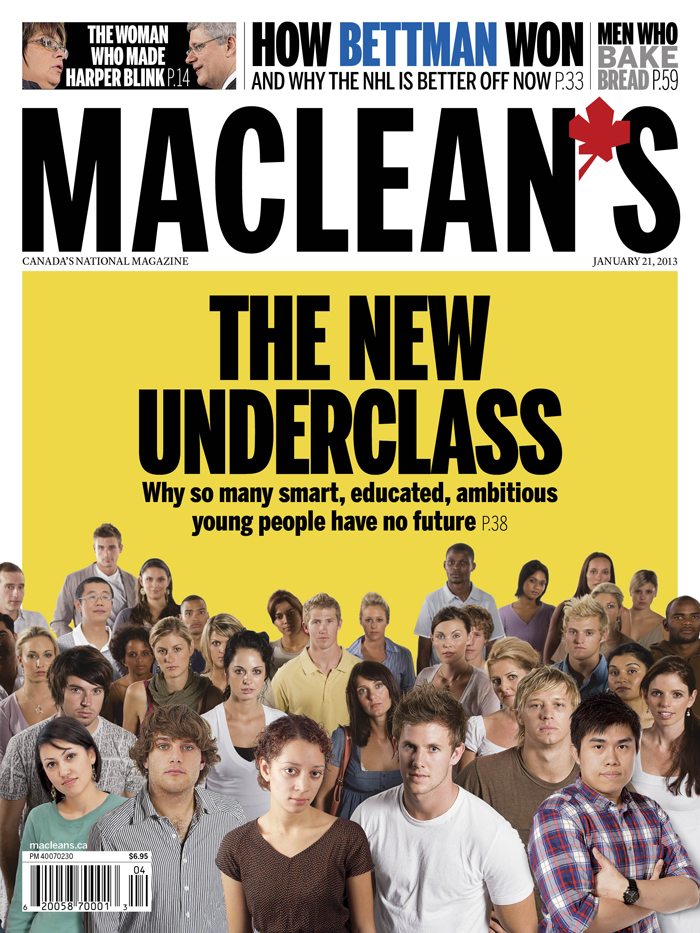 THE WOMAN
WHO MADE
HARPER BLINK P.14
HOW BETTMAN WON
AND WHY THE NHL IS BETTER OFF NOW P.33
MEN WHO
BAKE
BREAD P.59
MACLEAN'S
CANADA'S NATIONAL MAGAZINE
JANUARY 21, 2013
THE NEW
UNDERCLASS
Why so many smart, educated, ambitious
young people have no future P.38
macleans.ca
PM 40070230 $6.95
04
6 20058 70001 3